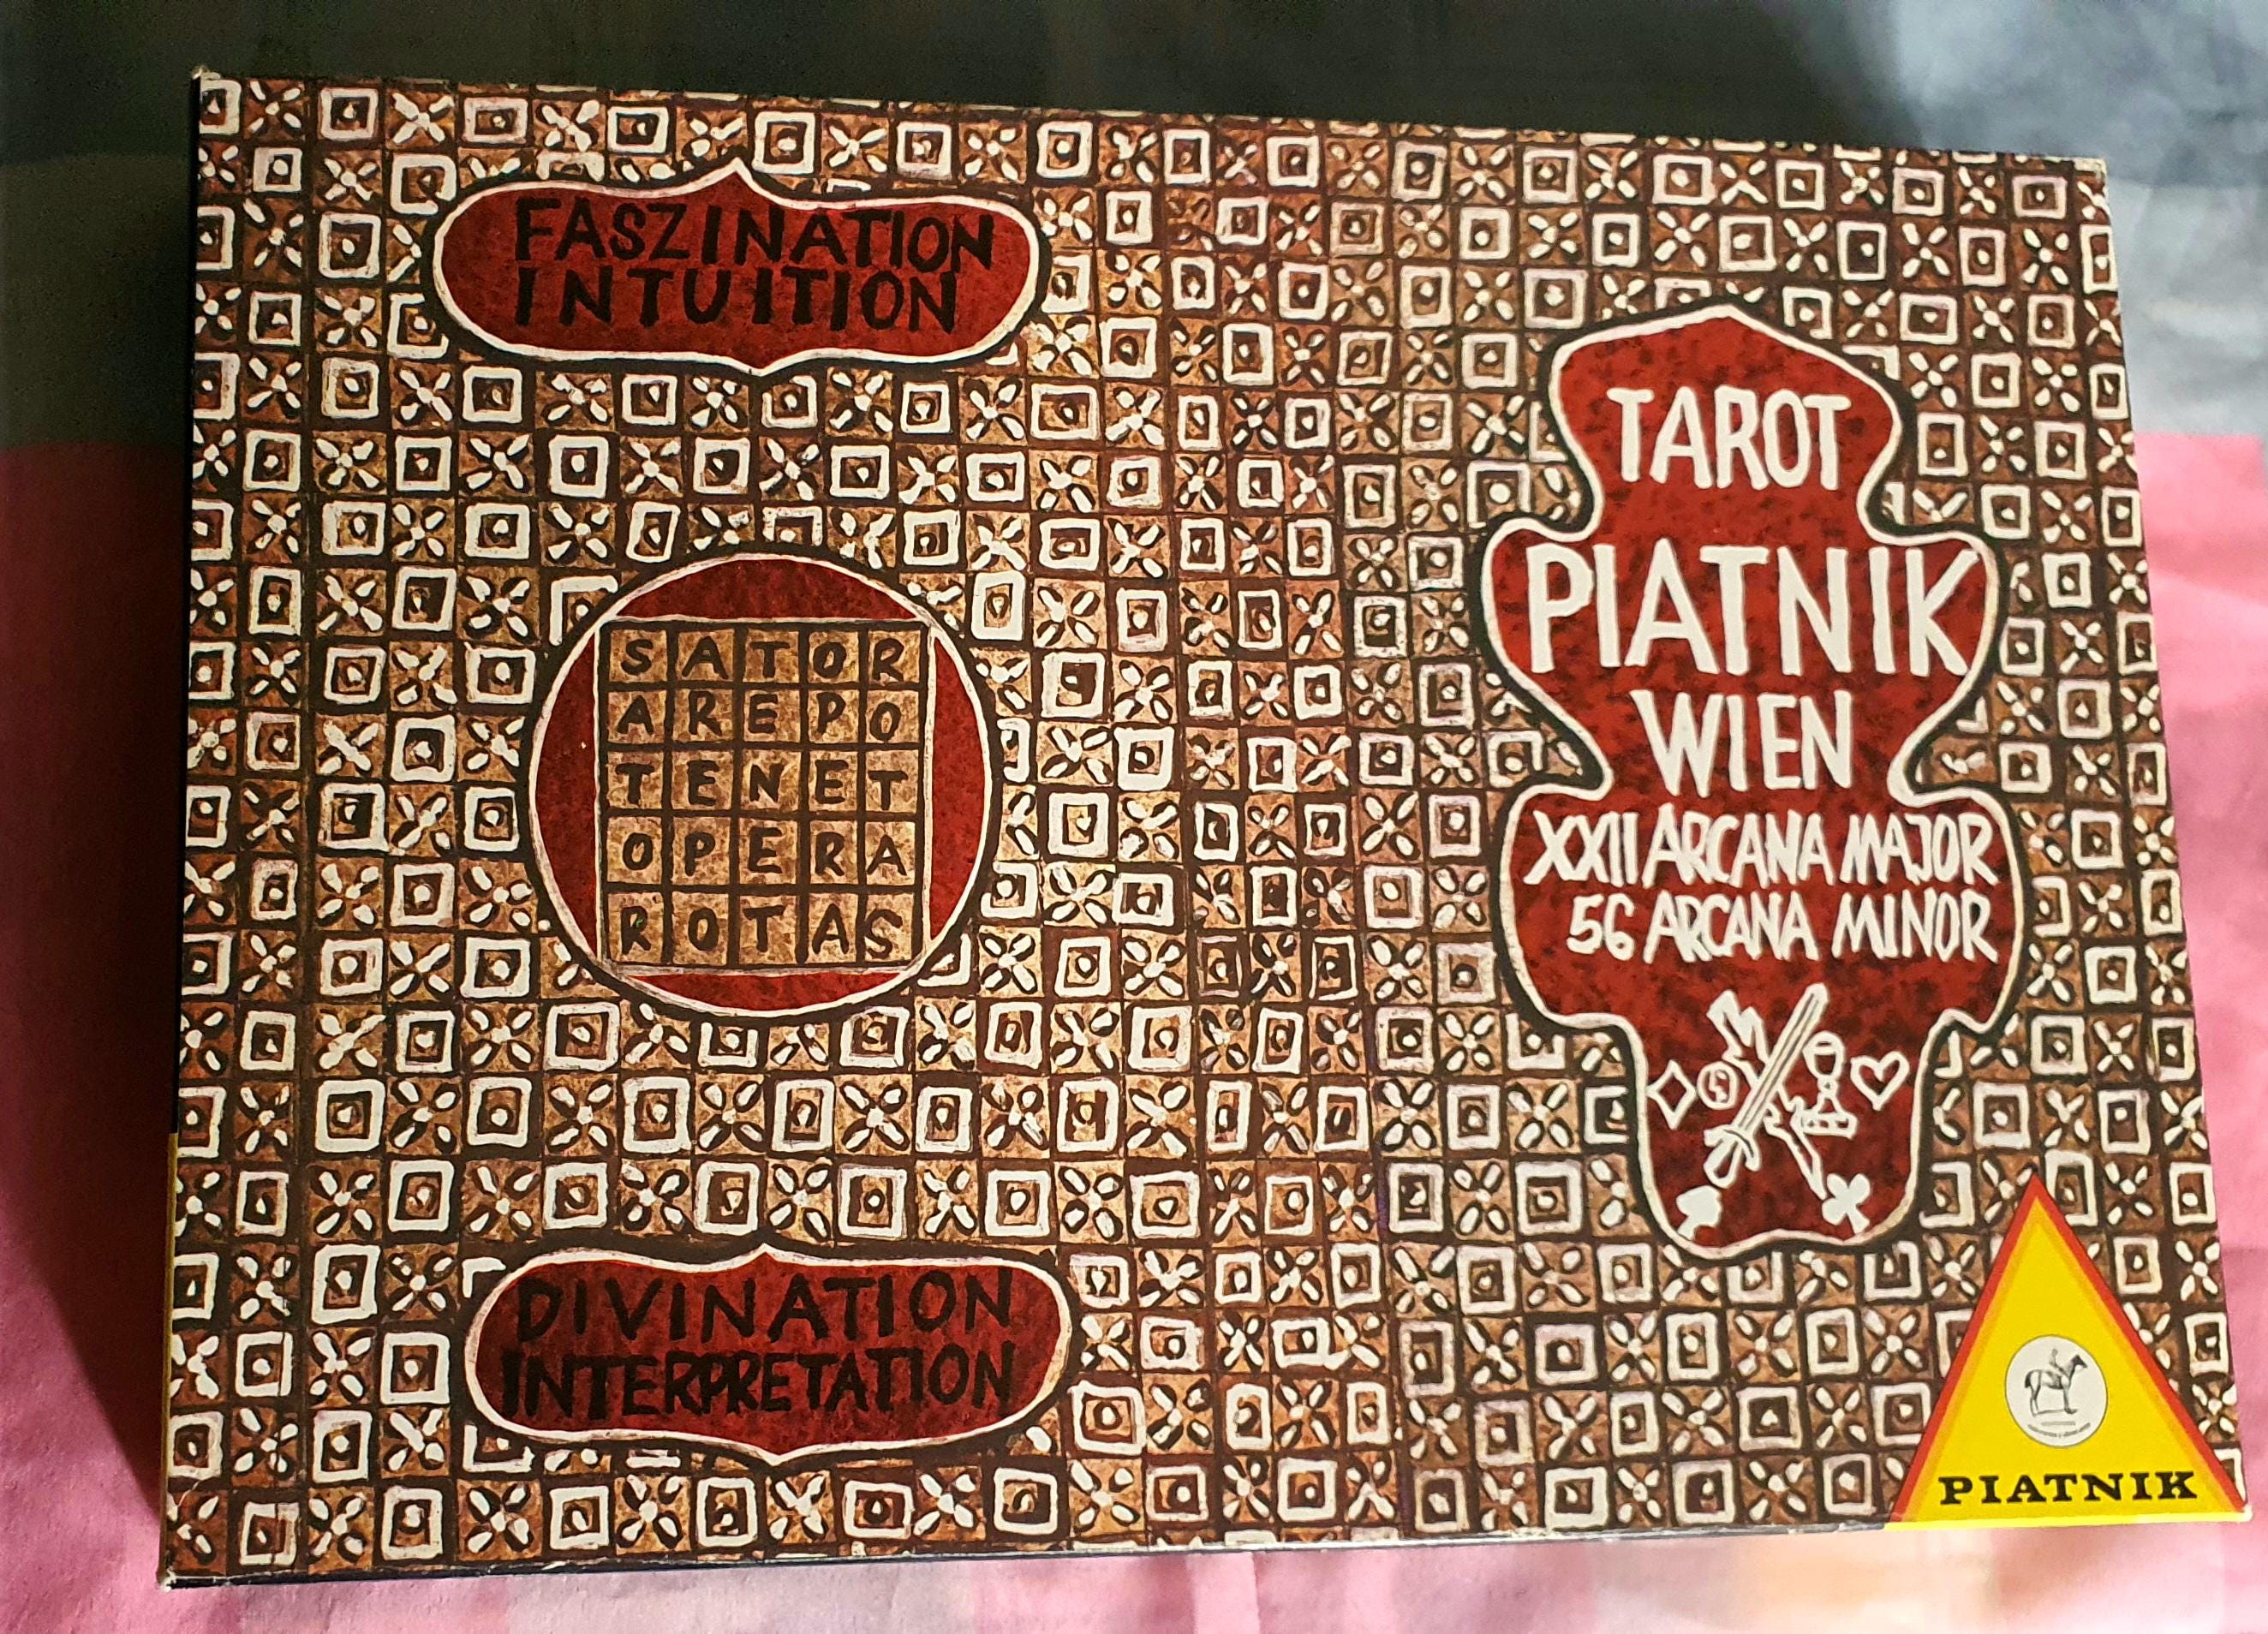 FASZINATION
INTUITION
SATOR
AREPO
TENET
OPERA
ROTAS
DIVINATION
INTERPRETATION
TAROT
PIATNIK
WIEN
XXII ARCANA MAJOR
56 ARCANA MINOR
PIATNIK